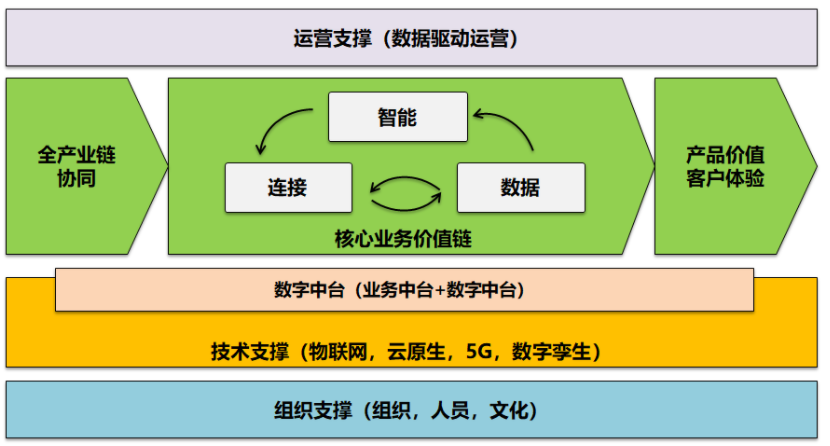 运营支撑（数据驱动运营）
全产业链
协同
智能
连接
数据
核心业务价值链
产品价值
客户体验
数字中台（业务中台+数字中台）
技术支撑（物联网，云原生，5G，数字孪生）
组织支撑（组织，人员，文化）